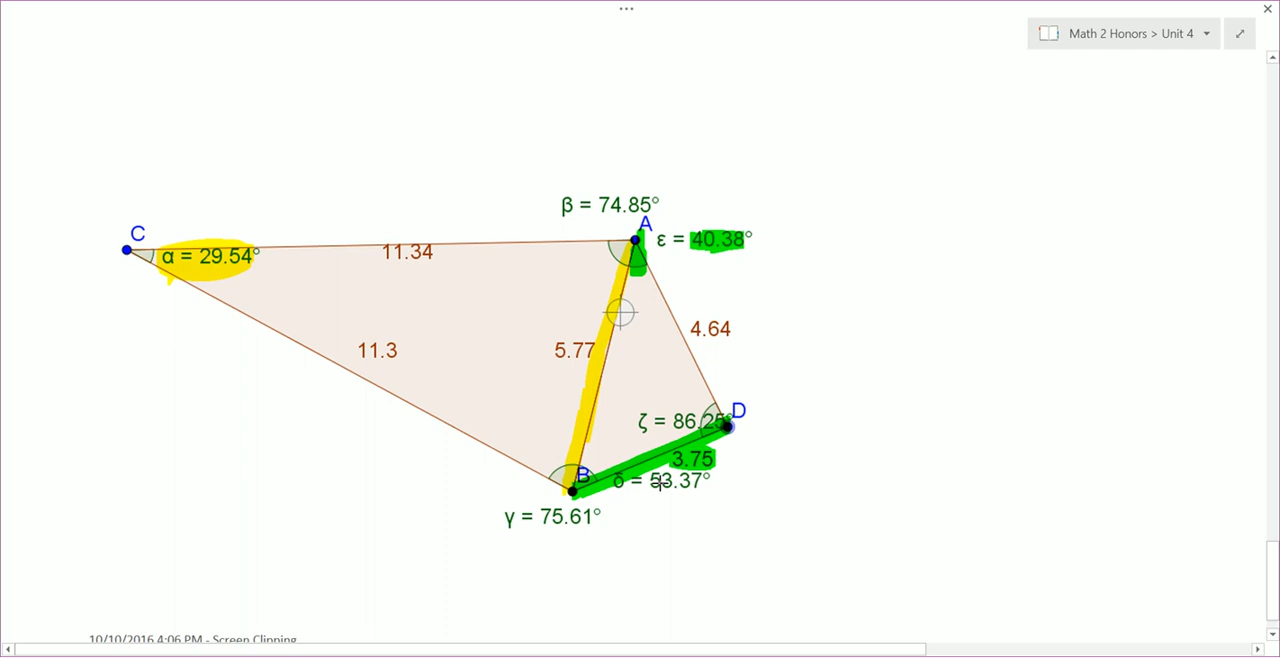 Math 2 Honors > Unit 4
β = 74.85°
A
C
ε = 40.38°
α = 29.54°
11.34
4.64
11.3
5.77
D
ζ = 86.25°
3.75
B
δ = 53.37°
γ = 75.61°
10/10/2016 4:06 PM - Screen Clipping